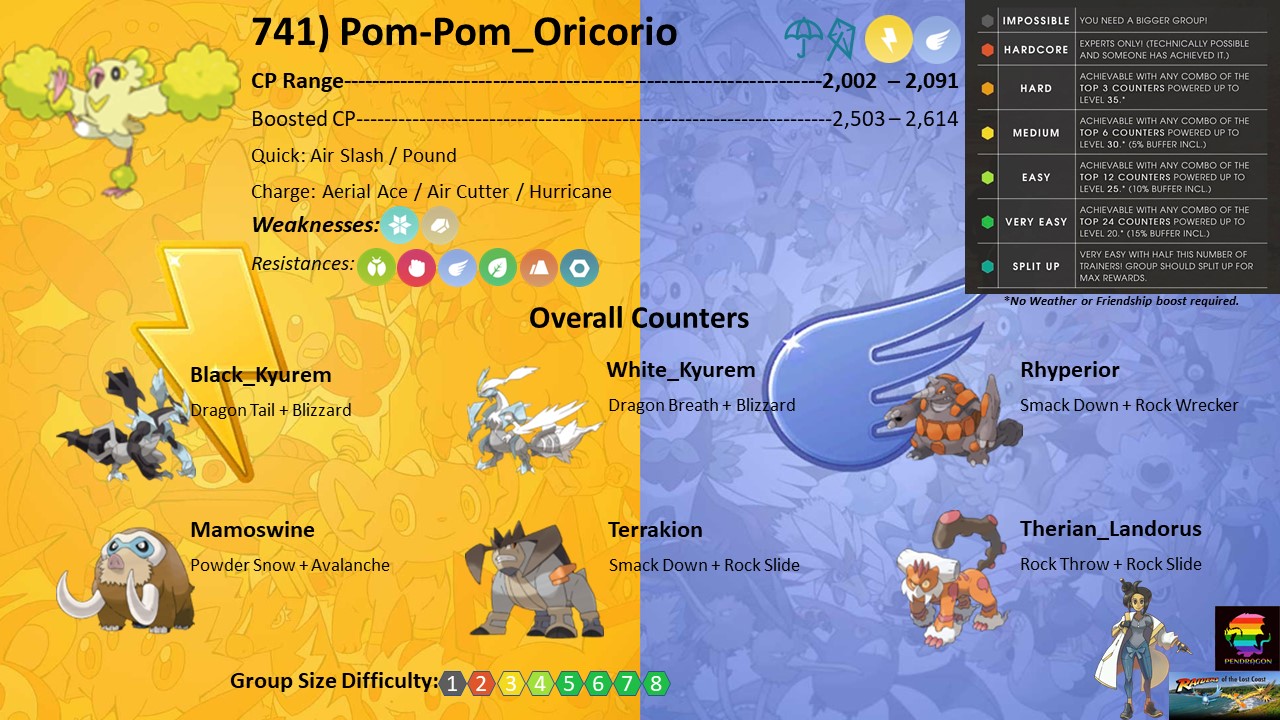 741) Pom-Pom_Oricorio
CP Range---2,002 – 2,091
Boosted CP---2,503 – 2,614
Quick: Air Slash / Pound
Charge: Aerial Ace / Air Cutter / Hurricane
Weaknesses:
Resistances:
IMPOSSIBLE YOU NEED A BIGGER GROUP!
HARDCORE EXPERTS ONLY! (TECHNICALLY POSSIBLE
AND SOMEONE HAS ACHIEVED IT.)
HARD ACHIEVABLE WITH ANY COMBO OF THE
TOP 3 COUNTERS POWERED UP TO
LEVEL 35.*
MEDIUM ACHIEVABLE WITH ANY COMBO OF THE
TOP 6 COUNTERS POWERED UP TO
LEVEL 30.* (5% BUFFER INCL.)
EASY ACHIEVABLE WITH ANY COMBO OF THE
TOP 12 COUNTERS POWERED UP TO
LEVEL 25.* (10% BUFFER INCL.)
VERY EASY ACHIEVABLE WITH ANY COMBO OF THE
TOP 24 COUNTERS POWERED UP TO
LEVEL 20.* (15% BUFFER INCL.)
SPLIT UP VERY EASY WITH HALF THIS NUMBER OF
TRAINERS! GROUP SHOULD SPLIT UP FOR
MAX REWARDS.
*No Weather or Friendship boost required.
Overall Counters
Black_Kyurem
Dragon Tail + Blizzard
White_Kyurem
Dragon Breath + Blizzard
Rhyperior
Smack Down + Rock Wrecker
Mamoswine
Powder Snow + Avalanche
Terrakion
Smack Down + Rock Slide
Therian_Landorus
Rock Throw + Rock Slide
Group Size Difficulty: 1 2 3 4 5 6 7 8
PENDRAGON
RAIDERS of the Lost Coast